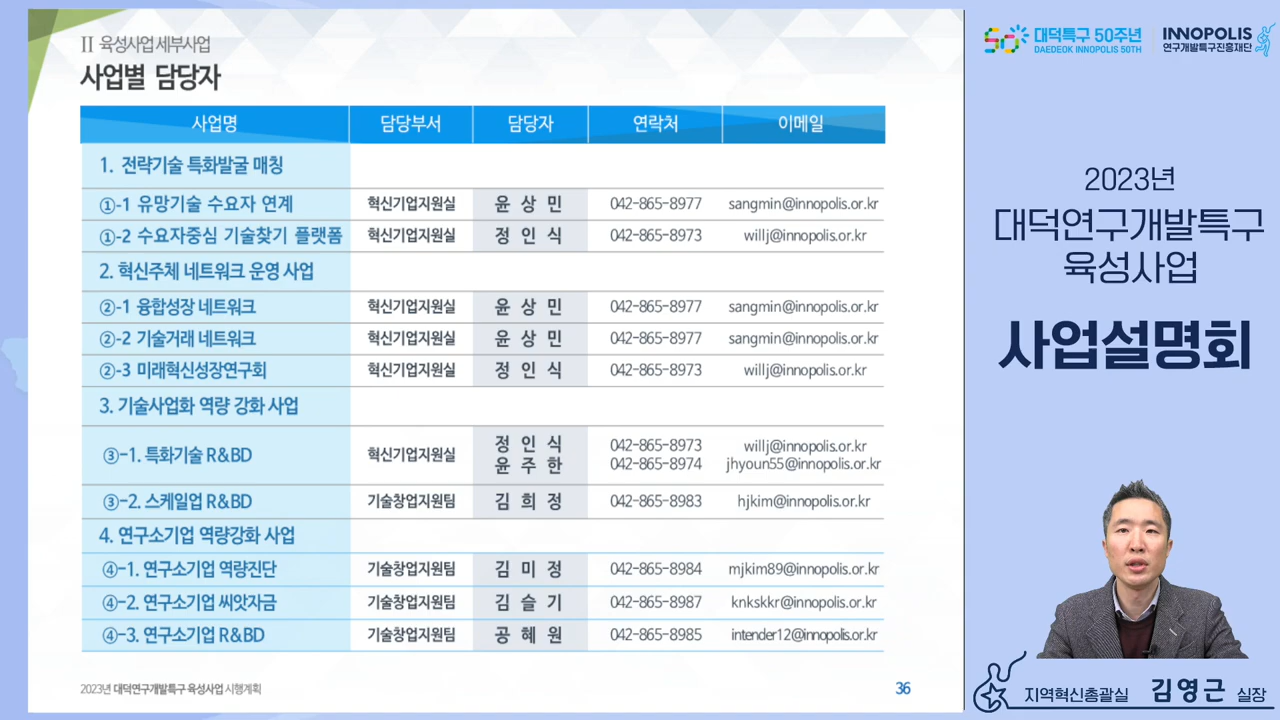 II 육성사업 세부사업
사업별 담당자
사업명 담당부서 담당자 연락처 이메일
1. 전략기술 특화발굴 매칭
①-1 유망기술 수요자 연계 혁신기업지원실 윤 상 민 042-865-8977 sangmin@innopolis.or.kr
①-2 수요자중심 기술찾기 플랫폼 혁신기업지원실 정 인 식 042-865-8973 willj@innopolis.or.kr
2. 혁신주체 네트워크 운영 사업
②-1 융합성장 네트워크 혁신기업지원실 윤 상 민 042-865-8977 sangmin@innopolis.or.kr
②-2 기술거래 네트워크 혁신기업지원실 윤 상 민 042-865-8977 sangmin@innopolis.or.kr
②-3 미래혁신성장연구회 혁신기업지원실 정 인 식 042-865-8973 willj@innopolis.or.kr
3. 기술사업화 역량 강화 사업
③-1. 특화기술 R&BD 혁신기업지원실 정 인 식 042-865-8973 willj@innopolis.or.kr
윤 주 한 042-865-8974 jhyoun55@innopolis.or.kr
③-2. 스케일업 R&BD 기술창업지원팀 김 희 정 042-865-8983 hjkim@innopolis.or.kr
4. 연구소기업 역량강화 사업
④-1. 연구소기업 역량진단 기술창업지원팀 김 미 정 042-865-8984 mjkim89@innopolis.or.kr
④-2. 연구소기업 씨앗자금 기술창업지원팀 김 슬 기 042-865-8987 knkskkr@innopolis.or.kr
④-3. 연구소기업 R&BD 기술창업지원팀 공 혜 원 042-865-8985 intender12@innopolis.or.kr
2023년 대덕연구개발특구 육성사업 시행계획 36
50 대덕특구 50주년
DAEDEOK INNOPOLIS 50TH
INNOPOLIS
연구개발특구진흥재단
2023년
대덕연구개발특구
육성사업
사업설명회
지역혁신총괄실 김영근 실장